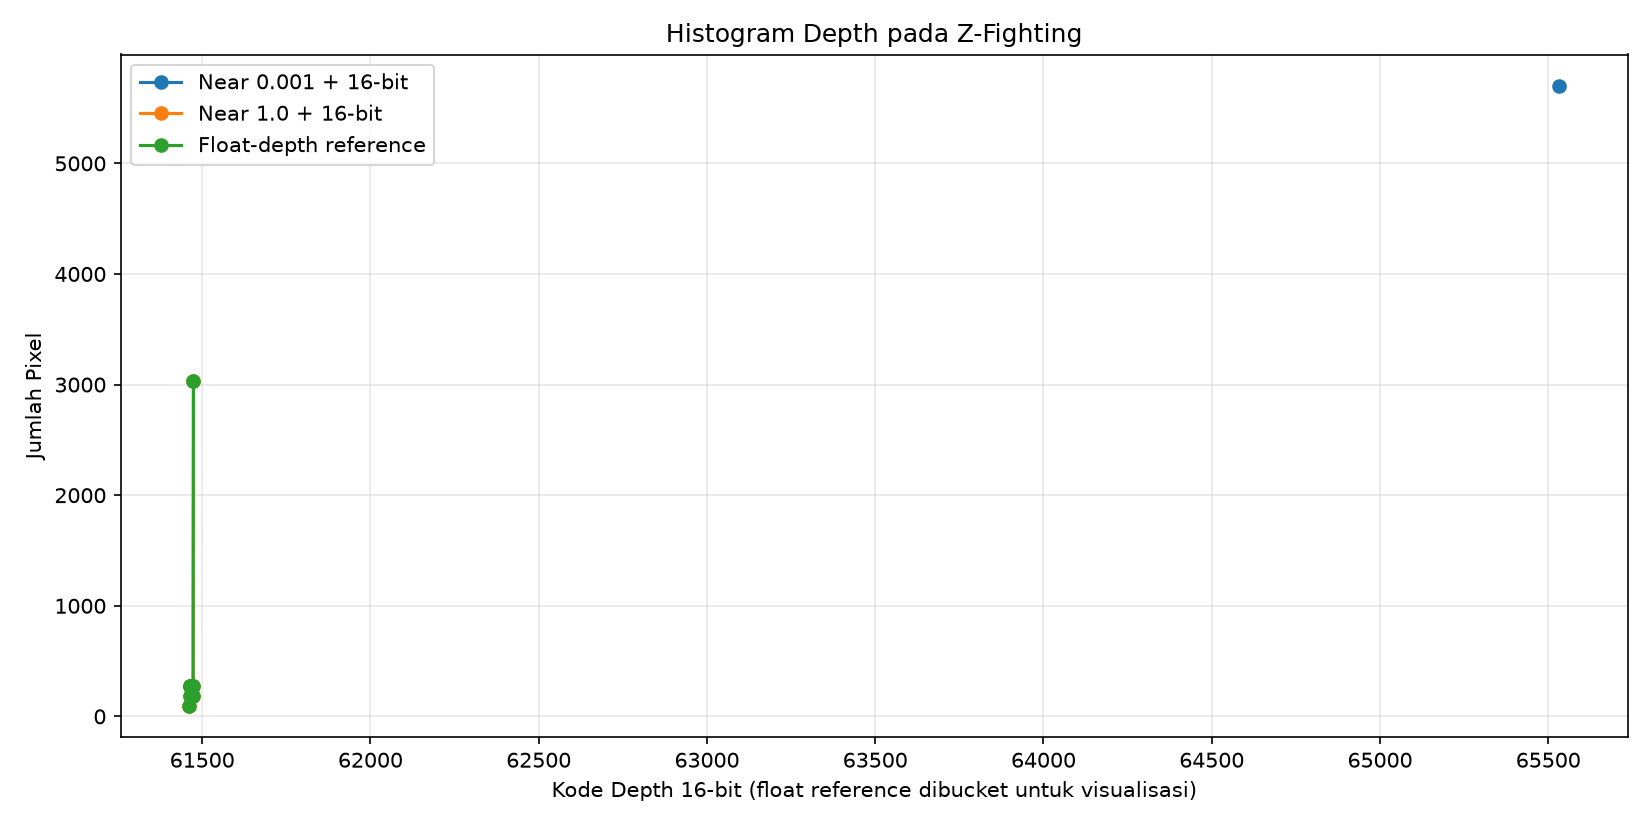 Histogram Depth pada Z-Fighting
Near 0.001 + 16-bit
Near 1.0 + 16-bit
Float-depth reference
Jumlah Pixel
5000
4000
3000
2000
1000
0
61500 62000 62500 63000 63500 64000 64500 65000 65500
Kode Depth 16-bit (float reference dibucket untuk visualisasi)